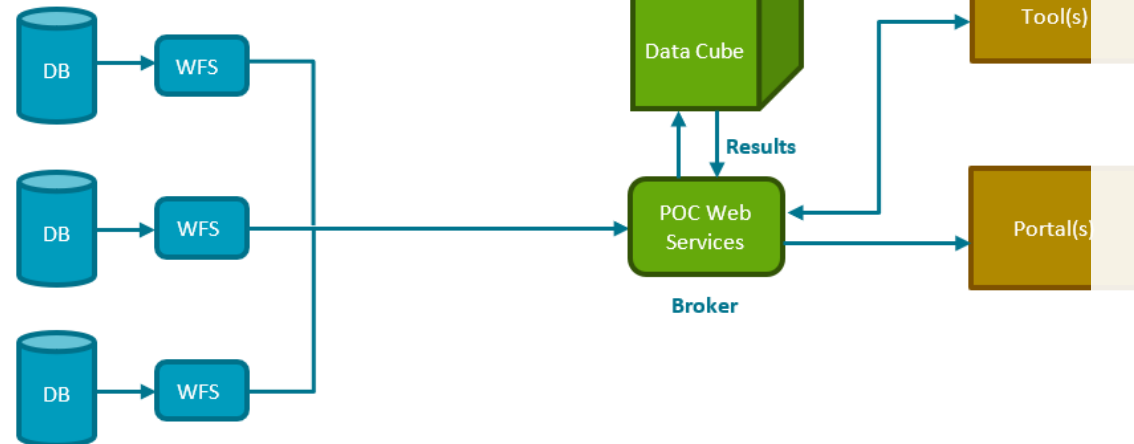 Tool(s)
Data Cube
DB
WFS
Results
DB
WFS
POC Web
Services
Portal(s)
Broker
DB
WFS